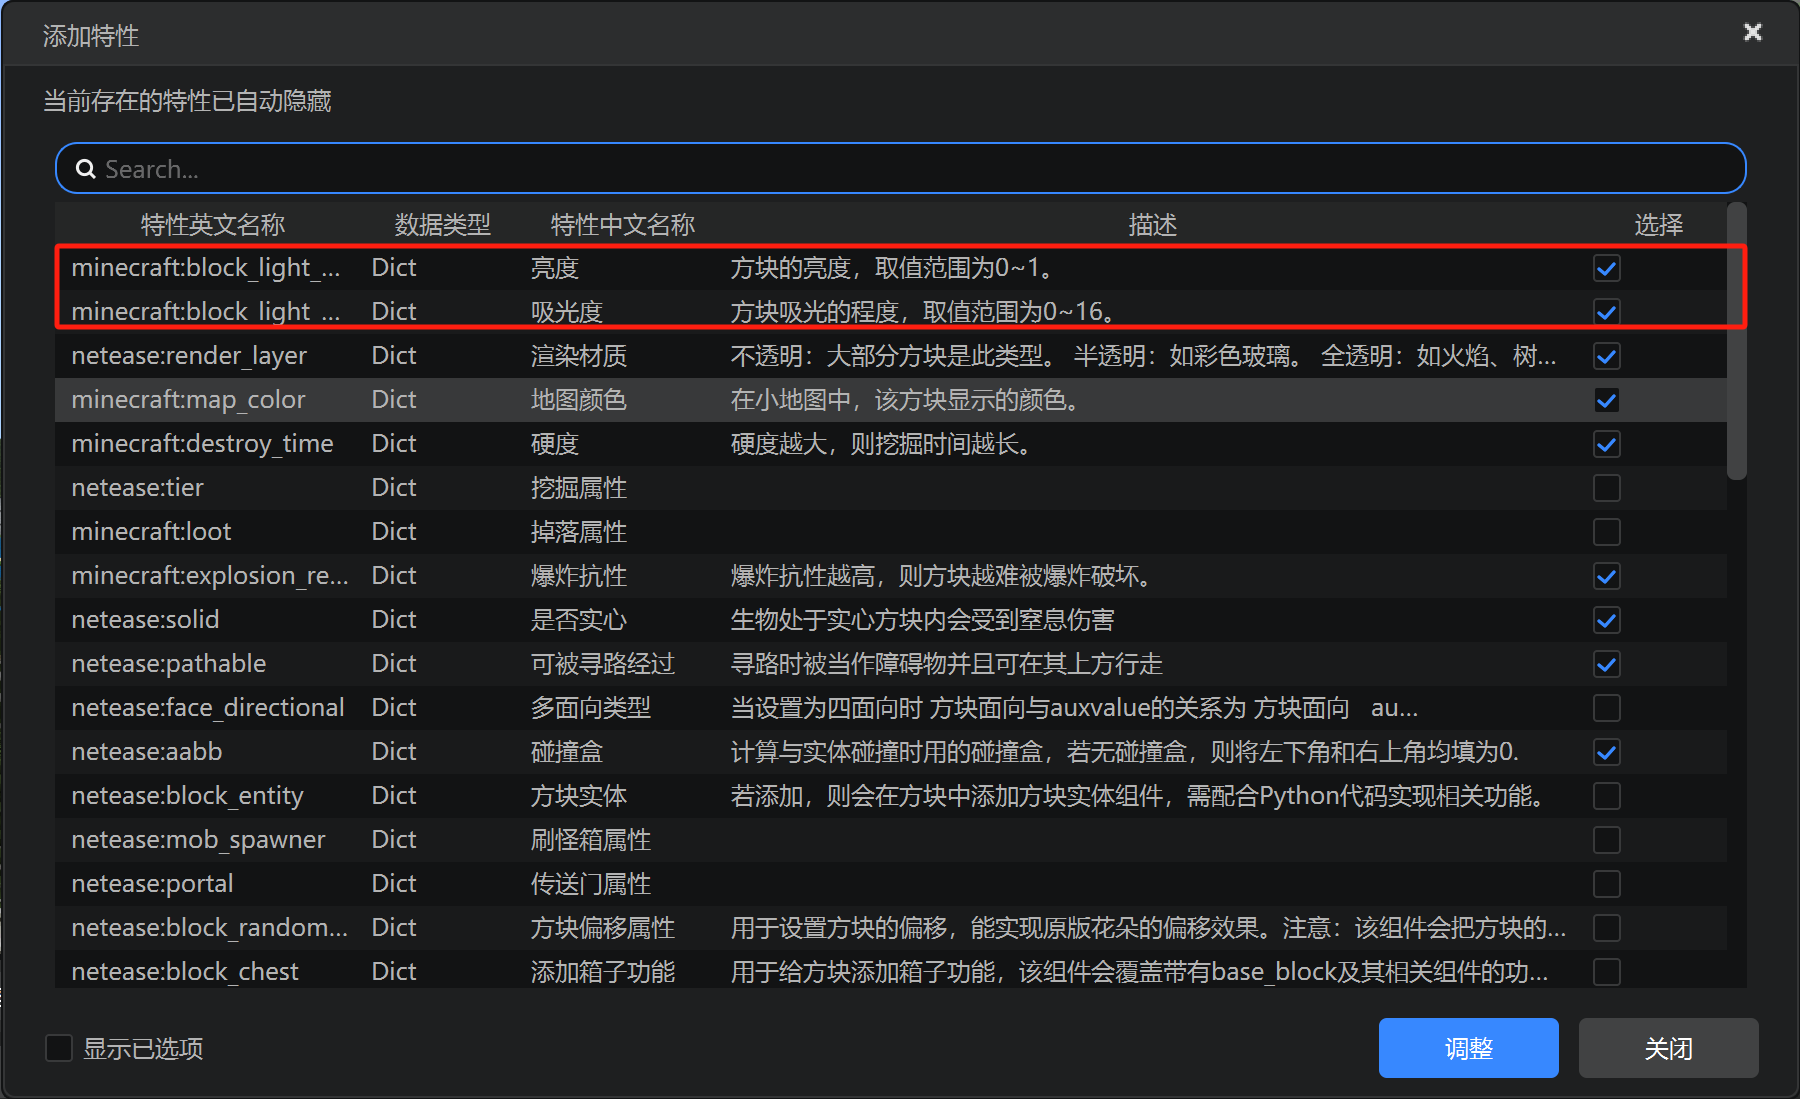 添加特性
当前存在的特性已自动隐藏
Search...
特性英文名称 数据类型 特性中文名称 描述 选择
minecraft:block_light_... Dict 亮度 方块的亮度，取值范围为0~1。
minecraft:block_light_... Dict 吸光度 方块吸光的程度，取值范围为0~16。
netease:render_layer Dict 渲染材质 不透明：大部分方块是此类型。 半透明：如彩色玻璃。 全透明：如火焰、树...
minecraft:map_color Dict 地图颜色 在小地图中，该方块显示的颜色。
minecraft:destroy_time Dict 硬度 硬度越大，则挖掘时间越长。
netease:tier Dict 挖掘属性
minecraft:loot Dict 掉落属性
minecraft:explosion_re... Dict 爆炸抗性 爆炸抗性越高，则方块越难被爆炸破坏。
netease:solid Dict 是否实心 生物处于实心方块内会受到窒息伤害
netease:pathable Dict 可被寻路经过 寻路时被当作障碍物并且可在其上方行走
netease:face_directional Dict 多面向类型 当设置为四面向时 方块面向与auxvalue的关系为 方块面向 au...
netease:aabb Dict 碰撞盒 计算与实体碰撞时用的碰撞盒，若无碰撞盒，则将左下角和右上角均填为0.
netease:block_entity Dict 方块实体 若添加，则会在方块中添加方块实体组件，需配合Python代码实现相关功能。
netease:mob_spawner Dict 刷怪箱属性
netease:portal Dict 传送门属性
netease:block_random... Dict 方块偏移属性 用于设置方块的偏移，能实现原版花朵的偏移效果。注意：该组件会把方块的...
netease:block_chest Dict 添加箱子功能 用于给方块添加箱子功能，该组件会覆盖带有base_block及其相关组件的功...
显示已选项
调整
关闭